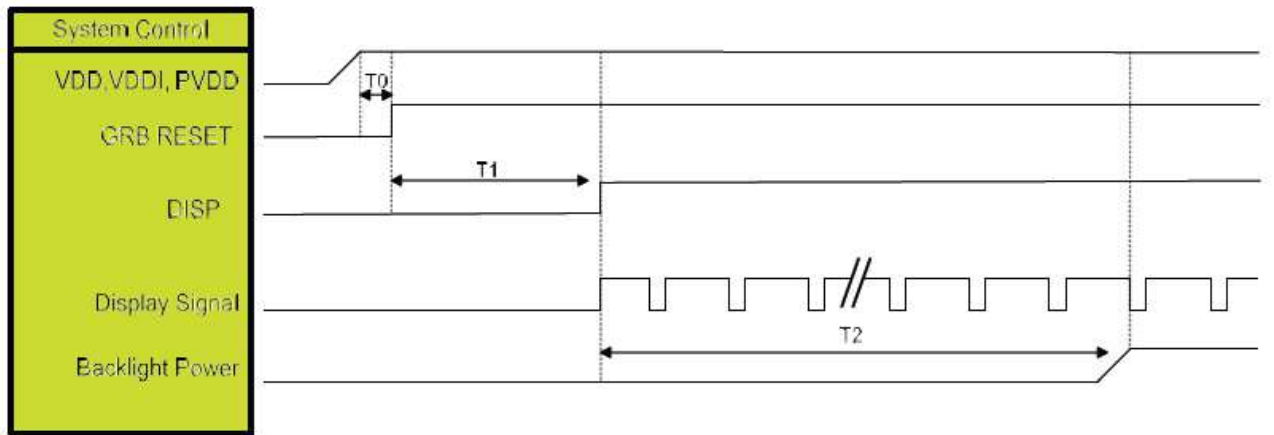 System Control
VDD,VDDI, PVDD
T0
GRB RESET
T1
DISP
Display Signal
T2
Backlight Power